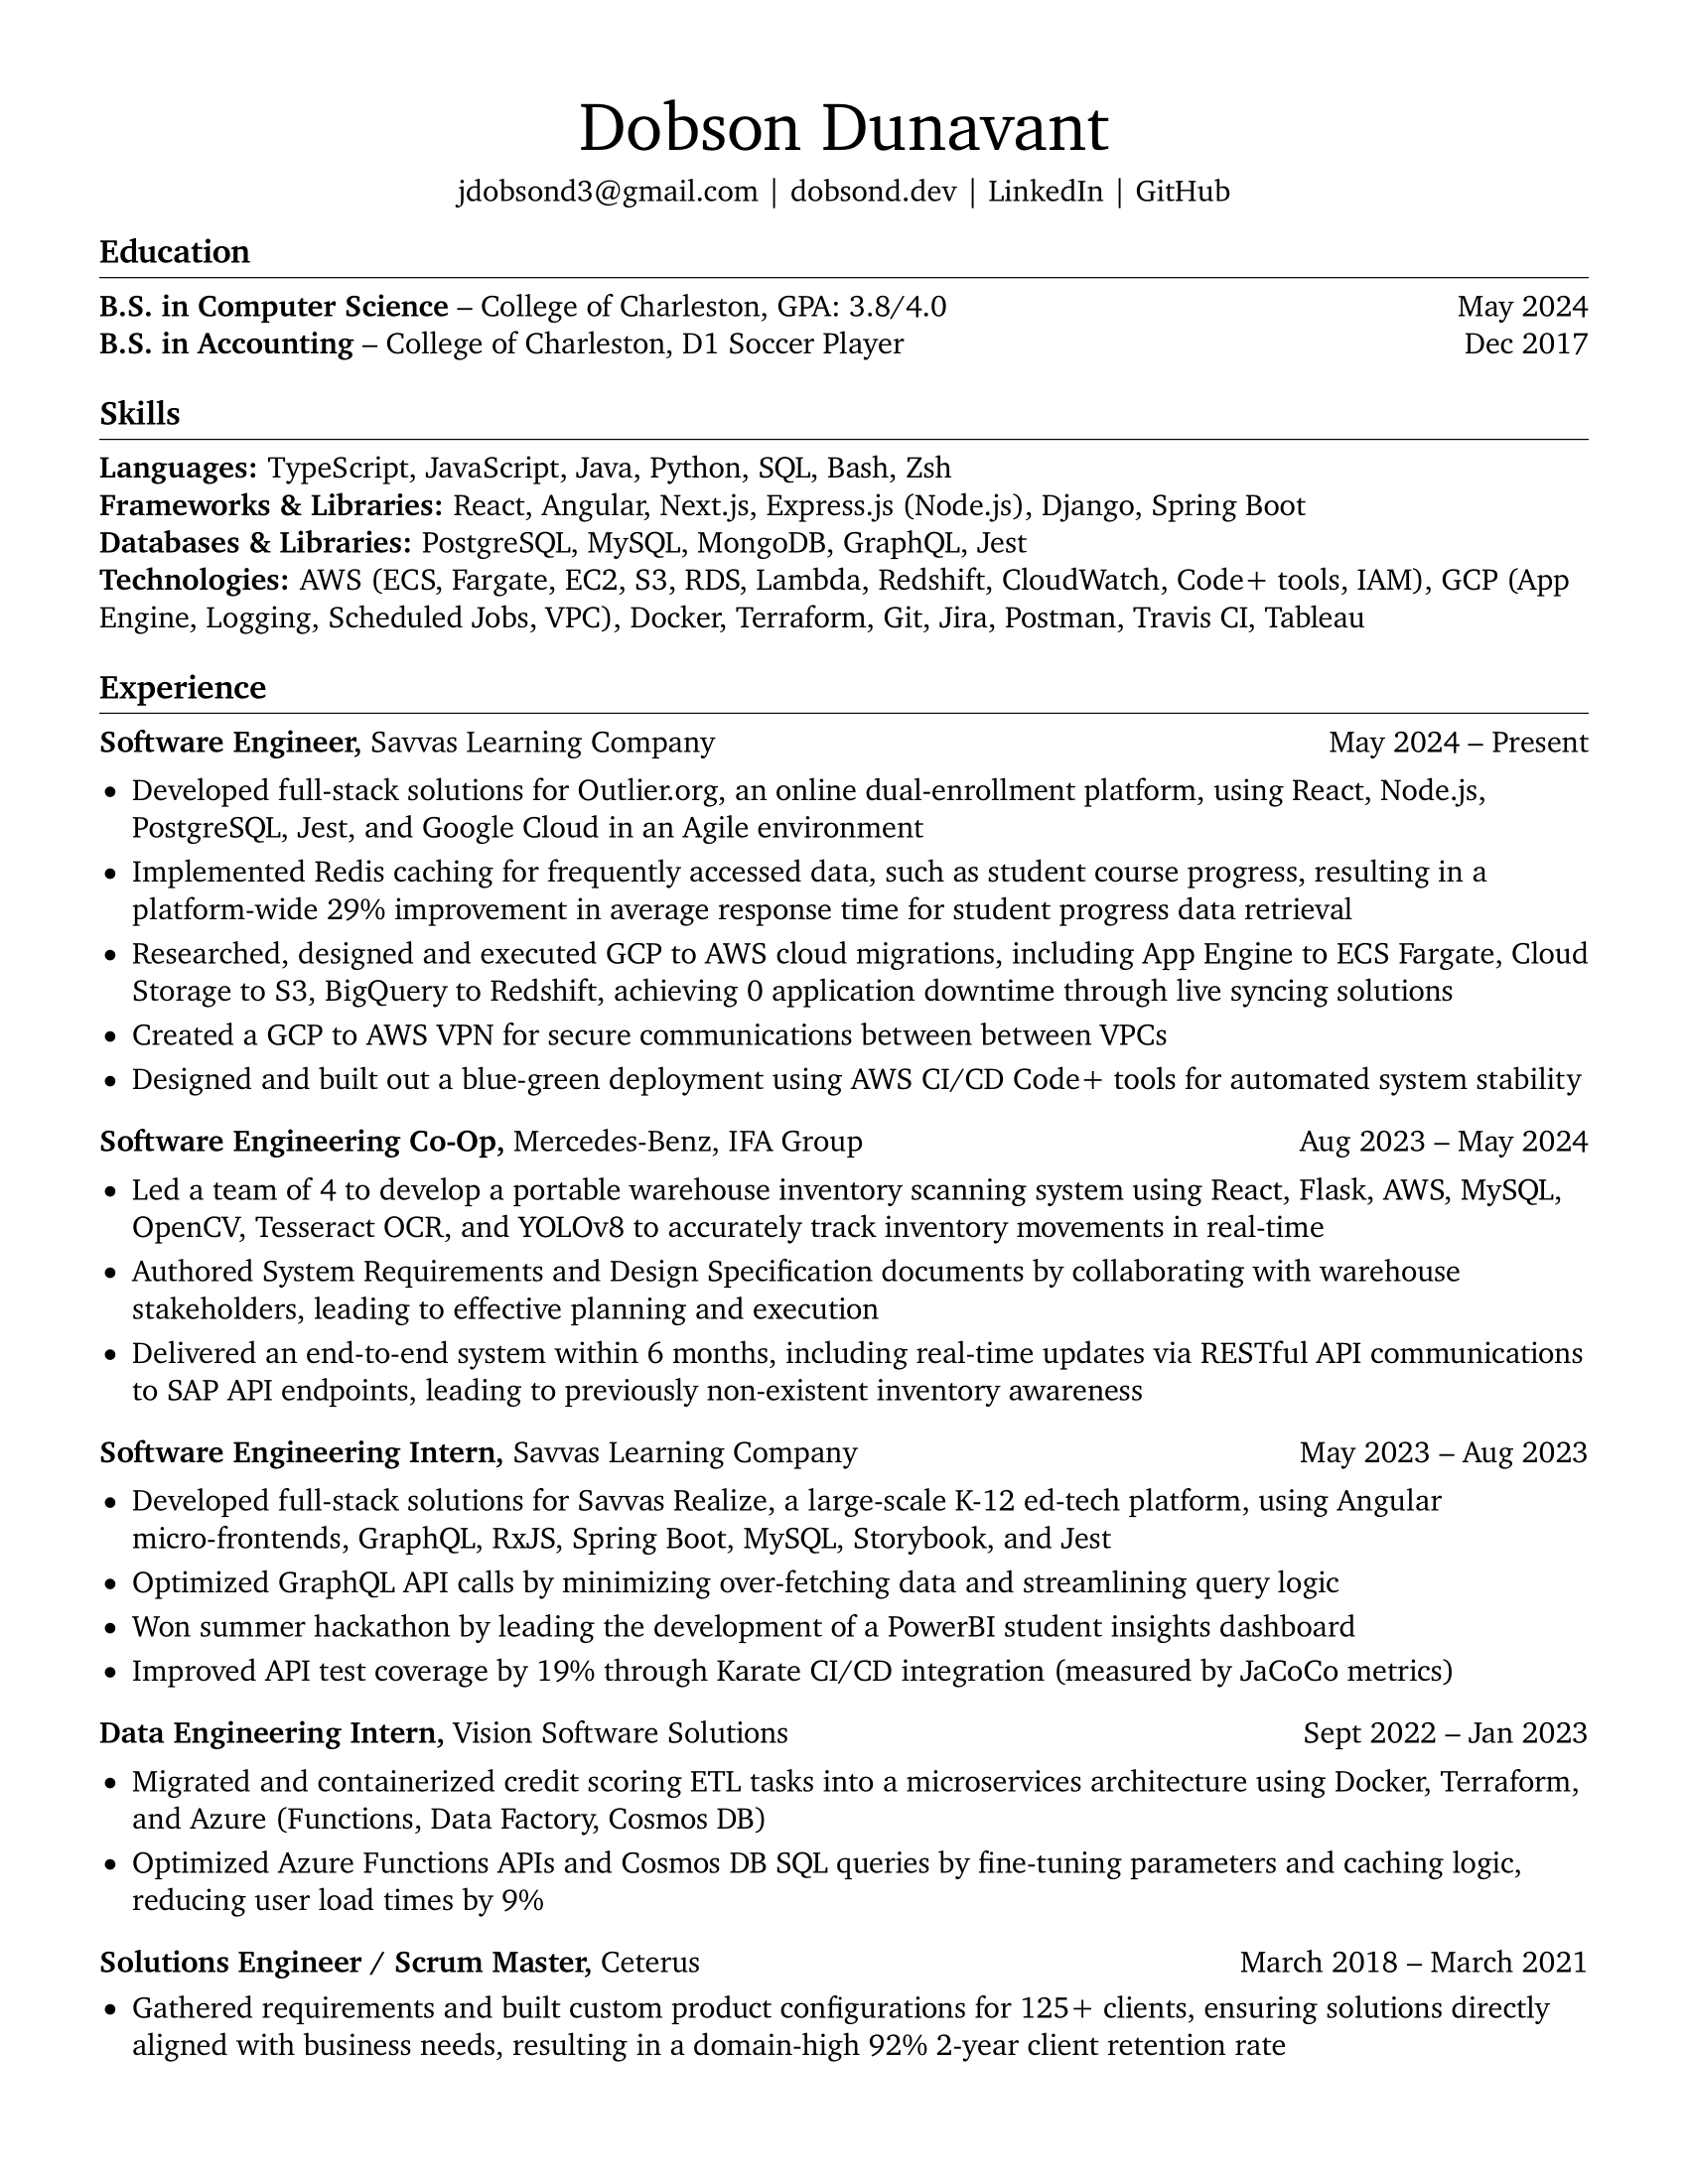 Dobson Dunavant
jdobsond3@gmail.com | dobsond.dev | LinkedIn | GitHub
Education
B.S. in Computer Science – College of Charleston, GPA: 3.8/4.0 May 2024
B.S. in Accounting – College of Charleston, D1 Soccer Player Dec 2017
Skills
Languages: TypeScript, JavaScript, Java, Python, SQL, Bash, Zsh
Frameworks & Libraries: React, Angular, Next.js, Express.js (Node.js), Django, Spring Boot
Databases & Libraries: PostgreSQL, MySQL, MongoDB, GraphQL, Jest
Technologies: AWS (ECS, Fargate, EC2, S3, RDS, Lambda, Redshift, CloudWatch, Code+ tools, IAM), GCP (App
Engine, Logging, Scheduled Jobs, VPC), Docker, Terraform, Git, Jira, Postman, Travis CI, Tableau
Experience
Software Engineer, Savvas Learning Company May 2024 – Present
• Developed full-stack solutions for Outlier.org, an online dual-enrollment platform, using React, Node.js,
PostgreSQL, Jest, and Google Cloud in an Agile environment
• Implemented Redis caching for frequently accessed data, such as student course progress, resulting in a
platform-wide 29% improvement in average response time for student progress data retrieval
• Researched, designed and executed GCP to AWS cloud migrations, including App Engine to ECS Fargate, Cloud
Storage to S3, BigQuery to Redshift, achieving 0 application downtime through live syncing solutions
• Created a GCP to AWS VPN for secure communications between between VPCs
• Designed and built out a blue-green deployment using AWS CI/CD Code+ tools for automated system stability
Software Engineering Co-Op, Mercedes-Benz, IFA Group Aug 2023 – May 2024
• Led a team of 4 to develop a portable warehouse inventory scanning system using React, Flask, AWS, MySQL,
OpenCV, Tesseract OCR, and YOLOv8 to accurately track inventory movements in real-time
• Authored System Requirements and Design Specification documents by collaborating with warehouse
stakeholders, leading to effective planning and execution
• Delivered an end-to-end system within 6 months, including real-time updates via RESTful API communications
to SAP API endpoints, leading to previously non-existent inventory awareness
Software Engineering Intern, Savvas Learning Company May 2023 – Aug 2023
• Developed full-stack solutions for Savvas Realize, a large-scale K-12 ed-tech platform, using Angular
micro-frontends, GraphQL, RxJS, Spring Boot, MySQL, Storybook, and Jest
• Optimized GraphQL API calls by minimizing over-fetching data and streamlining query logic
• Won summer hackathon by leading the development of a PowerBI student insights dashboard
• Improved API test coverage by 19% through Karate CI/CD integration (measured by JaCoCo metrics)
Data Engineering Intern, Vision Software Solutions Sept 2022 – Jan 2023
• Migrated and containerized credit scoring ETL tasks into a microservices architecture using Docker, Terraform,
and Azure (Functions, Data Factory, Cosmos DB)
• Optimized Azure Functions APIs and Cosmos DB SQL queries by fine-tuning parameters and caching logic,
reducing user load times by 9%
Solutions Engineer / Scrum Master, Ceterus March 2018 – March 2021
• Gathered requirements and built custom product configurations for 125+ clients, ensuring solutions directly
aligned with business needs, resulting in a domain-high 92% 2-year client retention rate